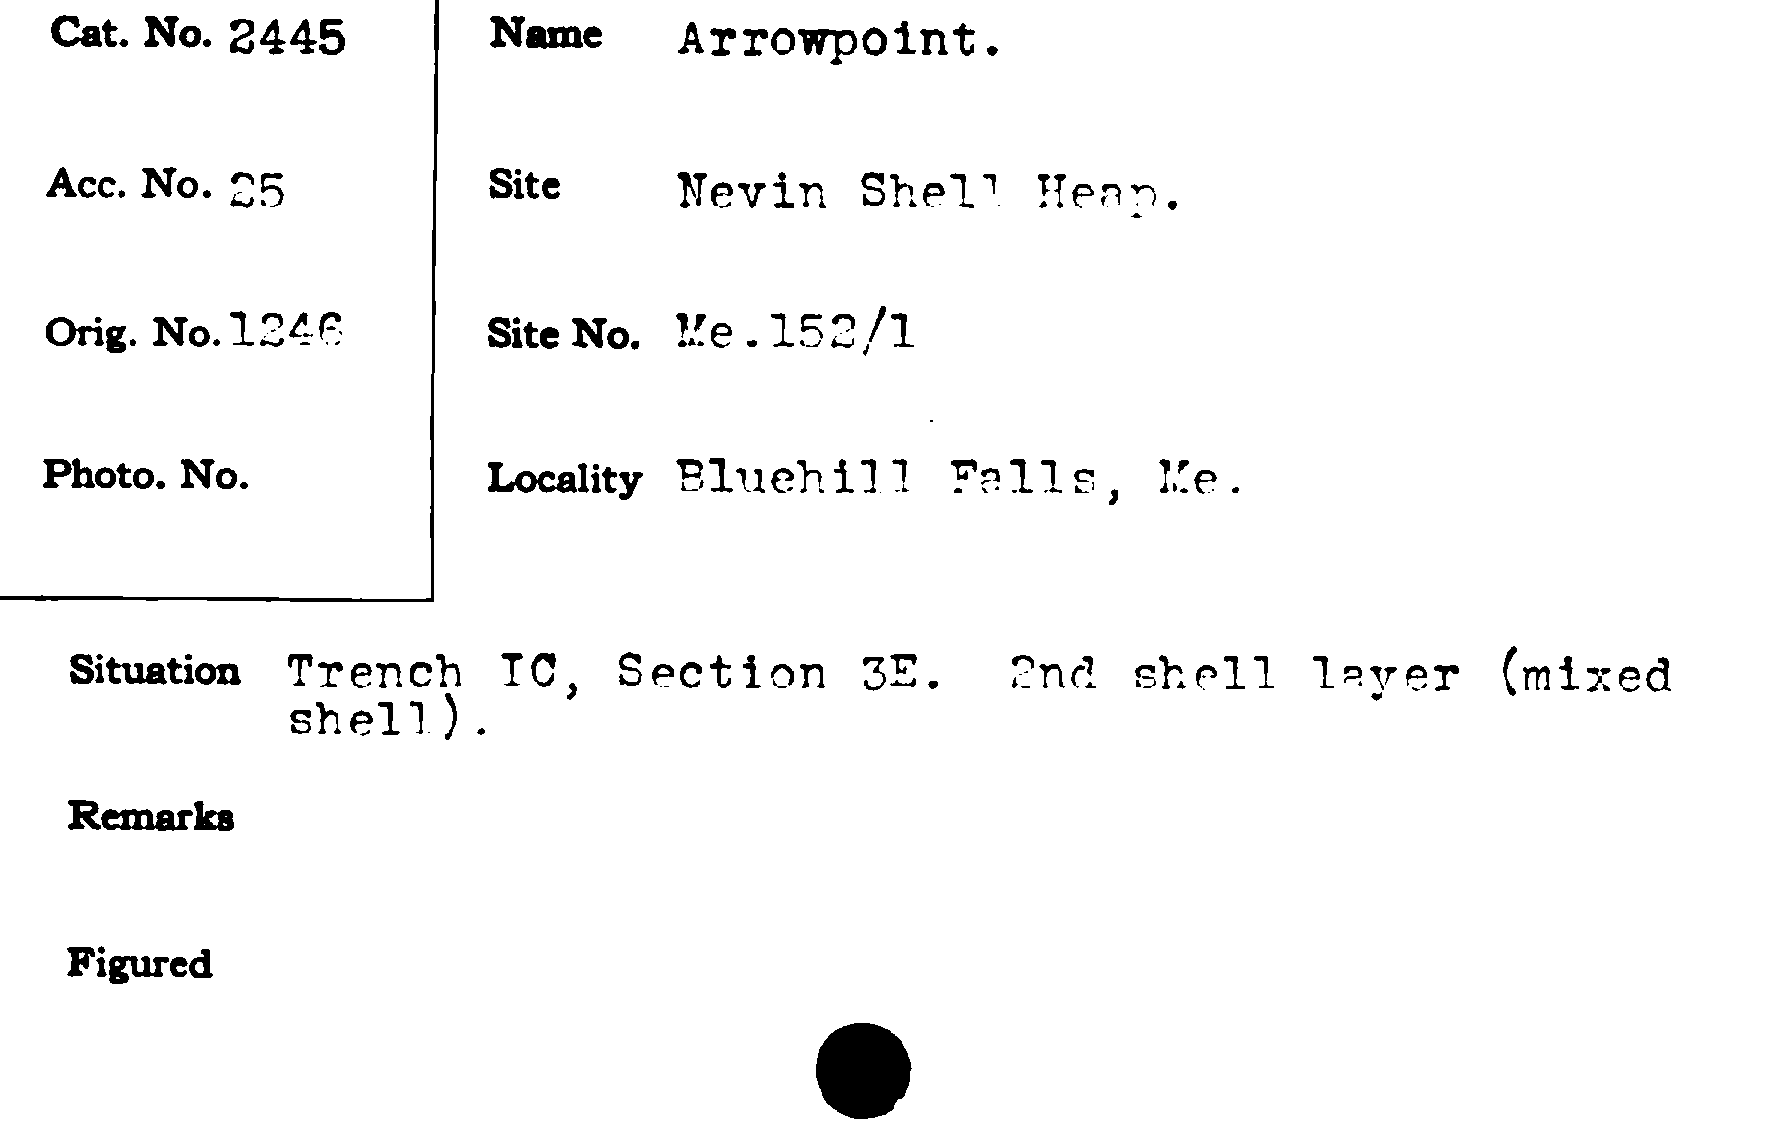 Cat. No. 2445
Name Arrowpoint.
Acc. No. 25
Site Nevin Shell Heap.
Orig. No. 1246
Site No. Me.152/1
Photo. No.
Locality Bluehill Falls, Me.
Situation Trench IC, Section 3E. 2nd shell layer (mixed
shell).
Remarks
Figured